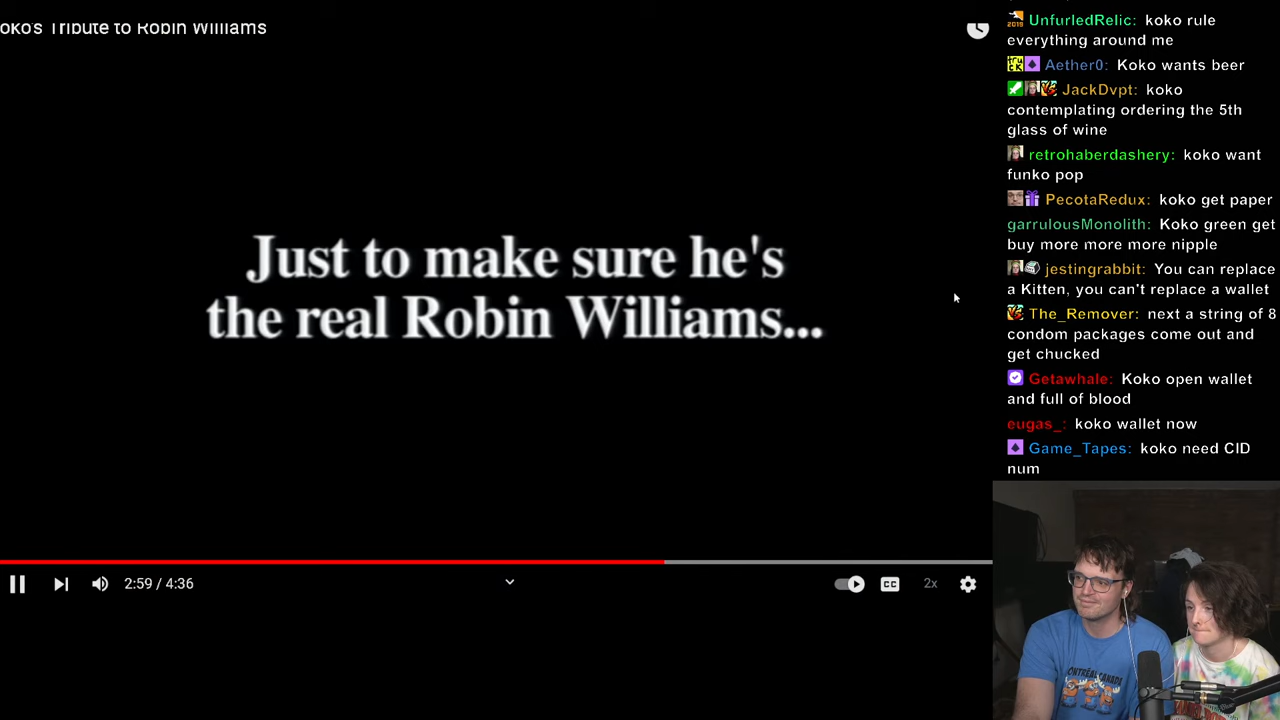 oko's Tribute to Robin Williams
Just to make sure he's
the real Robin Williams...
2:59 / 4:36
CC
2x
UnfurledRelic: koko rule
everything around me
Aether0: Koko wants beer
JackDvpt: koko
contemplating ordering the 5th
glass of wine
retrohaberdashery: koko want
funko pop
PecotaRedux: koko get paper
garrulousMonolith: Koko green get
buy more more more nipple
jestingrabbit: You can replace
a Kitten, you can't replace a wallet
The_Remover: next a string of 8
condom packages come out and
get chucked
Getawhale: Koko open wallet
and full of blood
eugas_: koko wallet now
Game_Tapes: koko need CID
num
MONTRÉAL CANADA